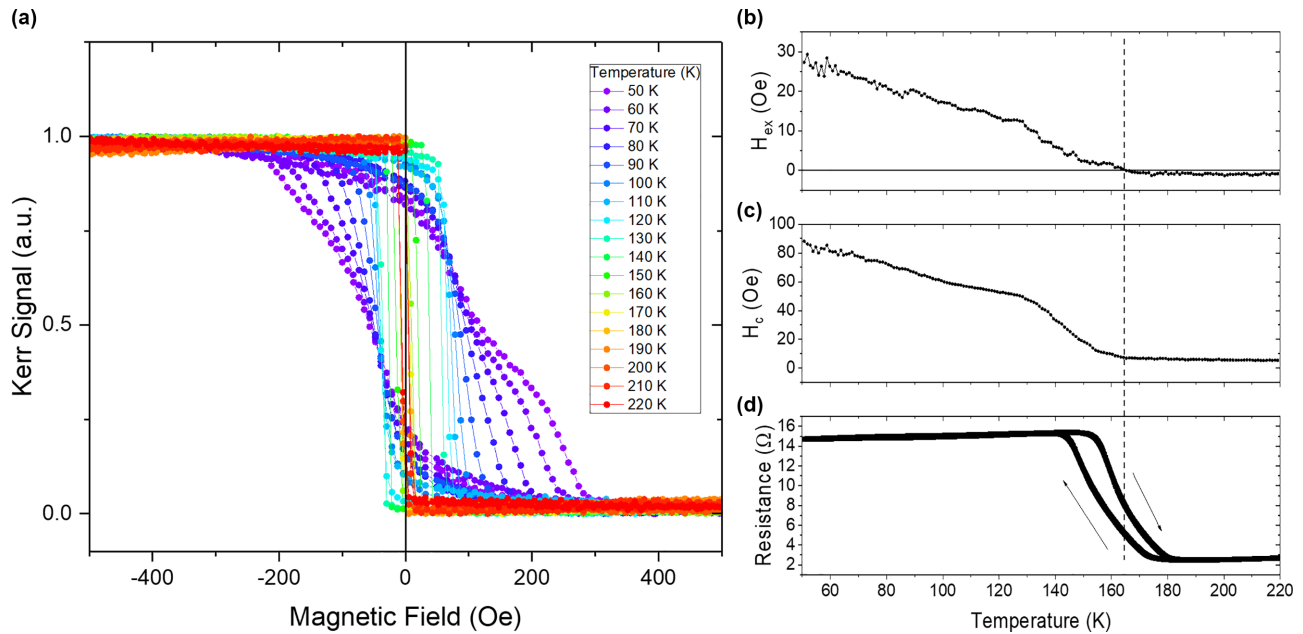 (a)
Kerr Signal (a.u.)
1.0
0.5
0.0
-400
-200
0
200
400
Magnetic Field (Oe)
Temperature (K)
50 K
60 K
70 K
80 K
90 K
100 K
110 K
120 K
130 K
140 K
150 K
160 K
170 K
180 K
190 K
200 K
210 K
220 K
(b)
H_ex (Oe)
30
20
10
0
(c)
H_c (Oe)
100
80
60
40
20
0
(d)
Resistance (Ω)
16
14
12
10
8
6
4
2
60
80
100
120
140
160
180
200
220
Temperature (K)